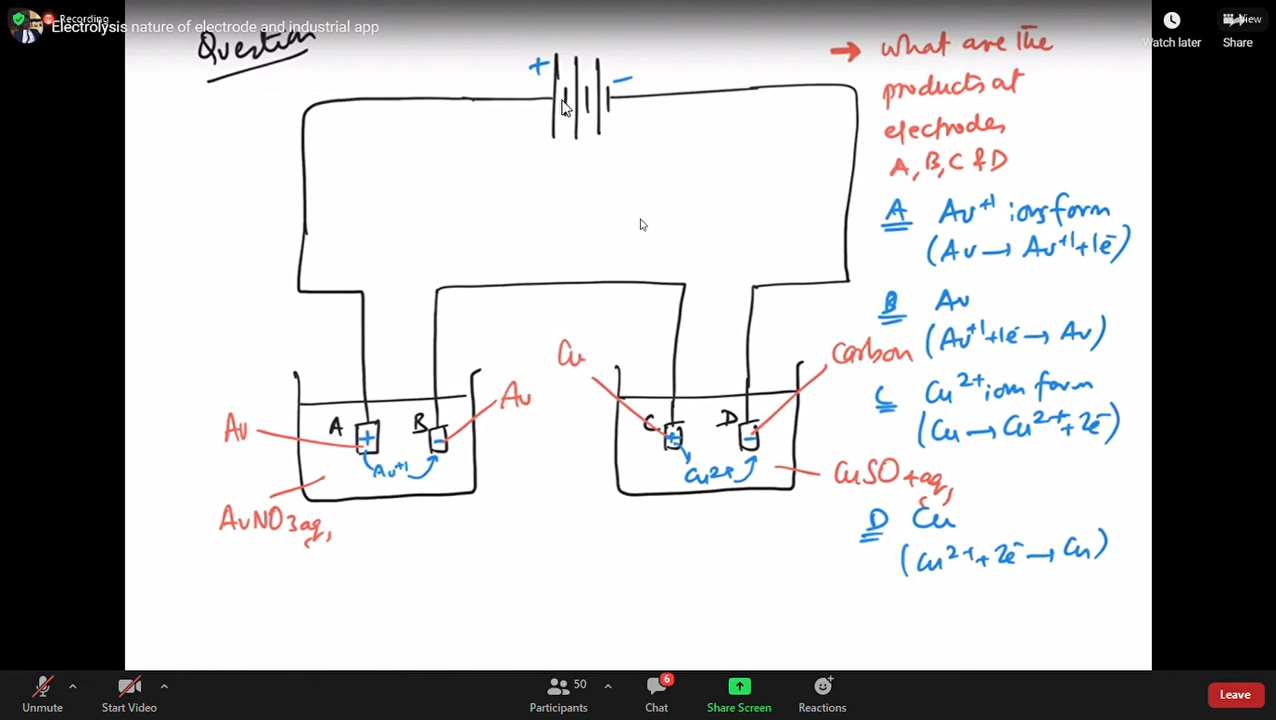 Recording
Electrolysis nature of electrode and industrial app
View
Watch later
Share
Question
+
−
→ What are the
products at
electrodes
A, B, C & D
A Au+1 ions form
(Au → Au+1 + 1e−)
B Au
(Au+1 + 1e− → Au)
C Cu2+ ion form
(Cu → Cu2+ + 2e−)
D Cu
(Cu2+ + 2e− → Cu)
Cu
carbon
Au
Au
A
B
C
D
+
−
+
−
Au+1
Cu2+
AuNO3 aq,
CuSO4 aq,
Unmute
Start Video
50
Participants
6
Chat
Share Screen
Reactions
Leave